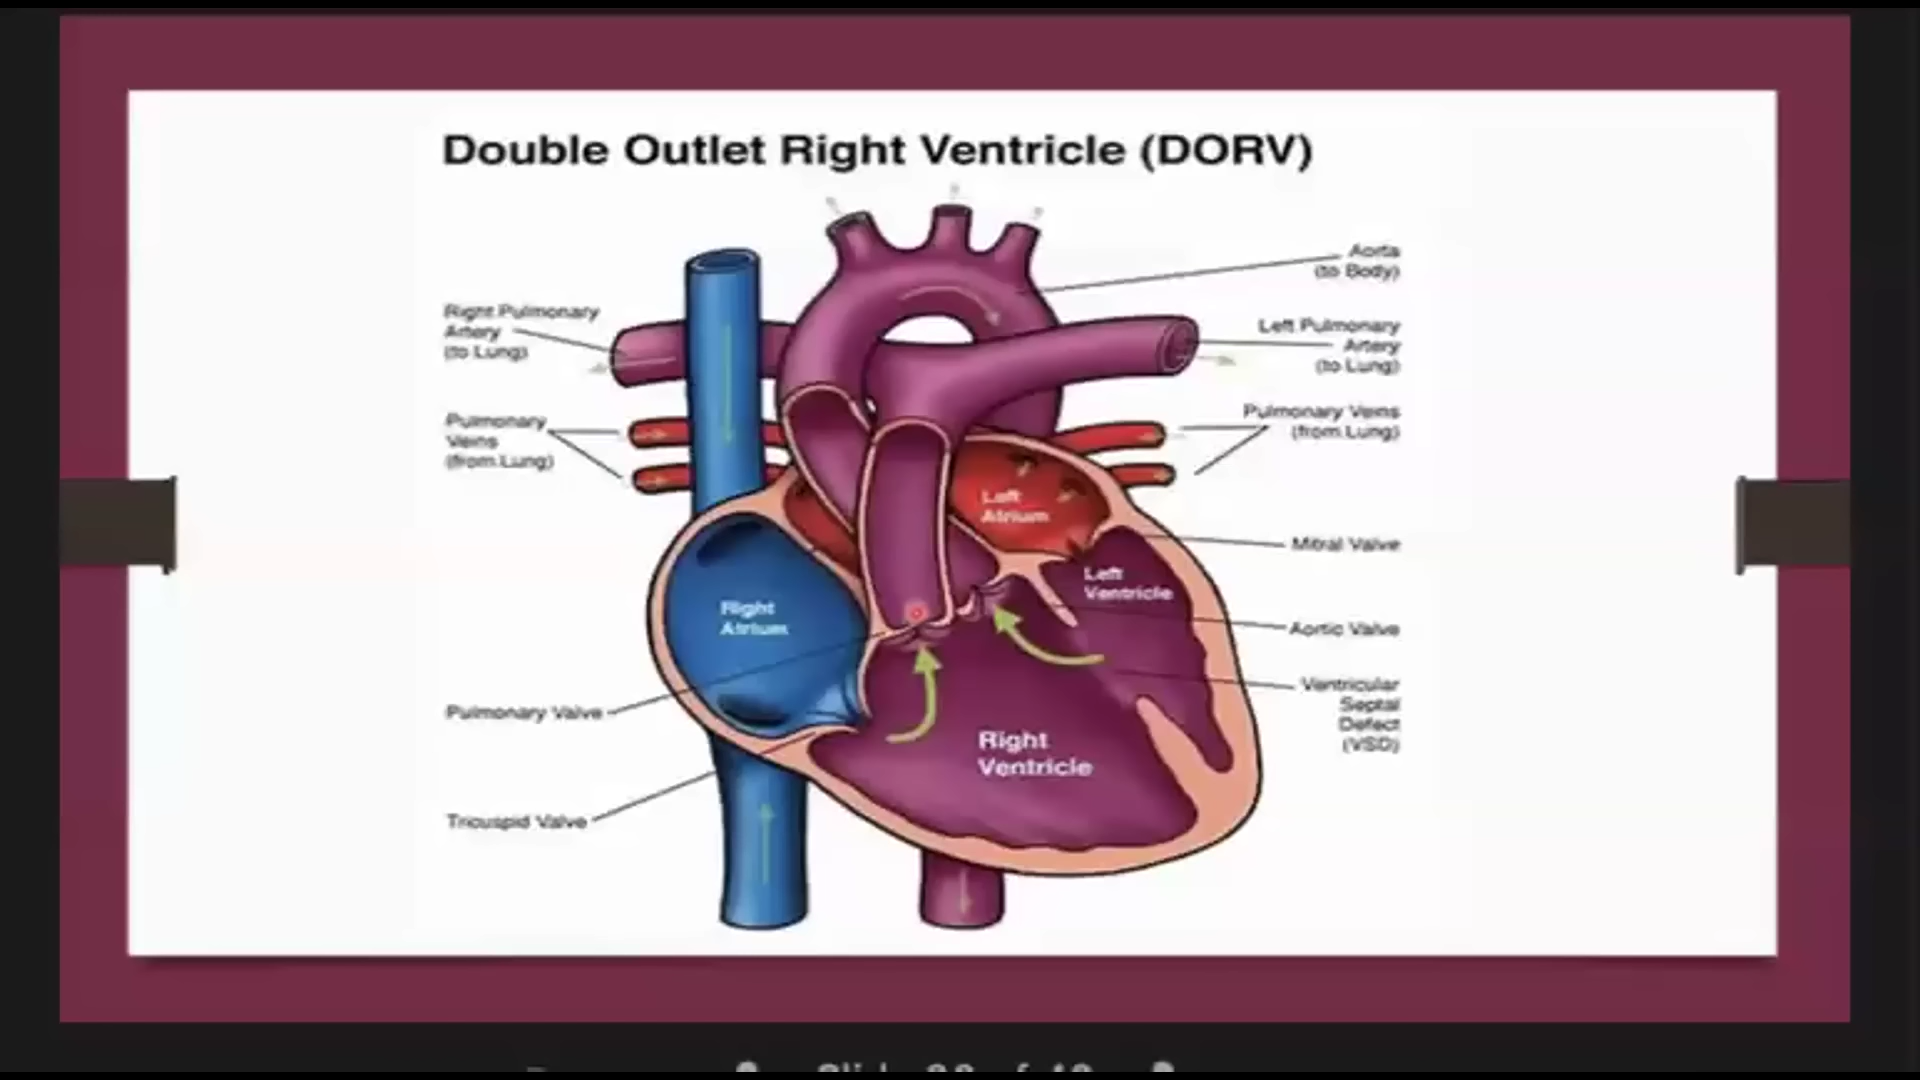 Double Outlet Right Ventricle (DORV)
Aorta
(to Body)
Right Pulmonary
Artery
(to Lung)
Left Pulmonary
Artery
(to Lung)
Pulmonary
Veins
(from Lung)
Pulmonary Veins
(from Lung)
Left
Atrium
Mitral Valve
Left
Ventricle
Right
Atrium
Aortic Valve
Ventricular
Septal
Defect
(VSD)
Pulmonary Valve
Right
Ventricle
Tricuspid Valve